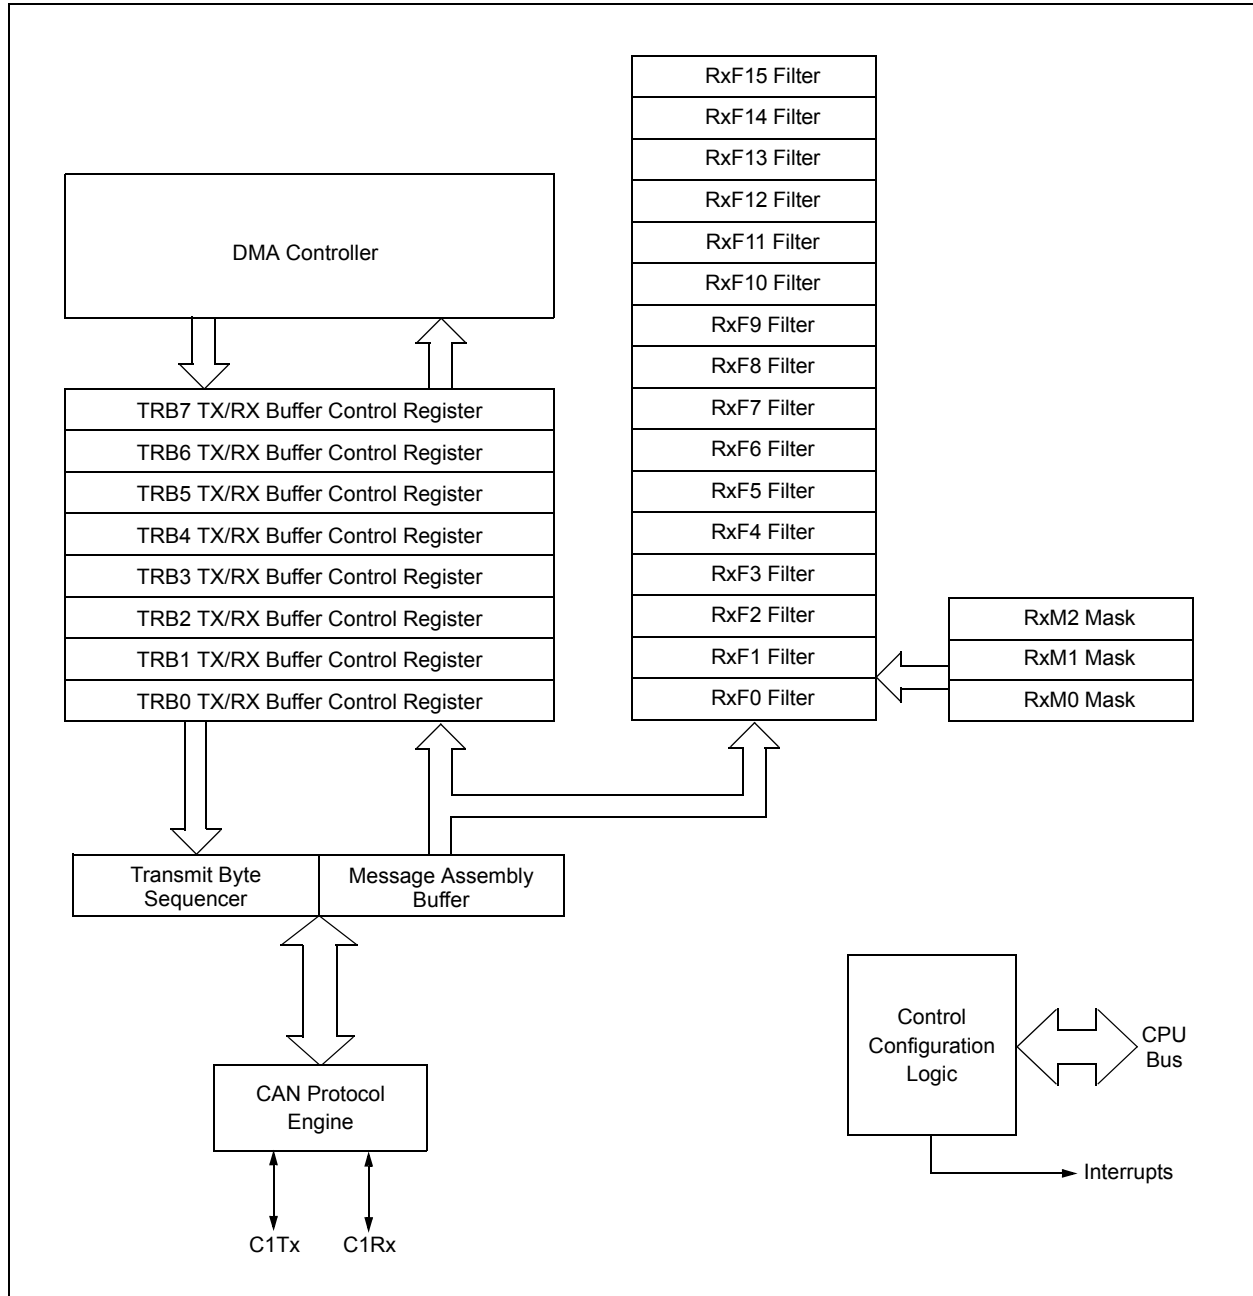 RxF15 Filter
RxF14 Filter
RxF13 Filter
RxF12 Filter
RxF11 Filter
RxF10 Filter
RxF9 Filter
RxF8 Filter
RxF7 Filter
RxF6 Filter
RxF5 Filter
RxF4 Filter
RxF3 Filter
RxF2 Filter
RxF1 Filter
RxF0 Filter
DMA Controller
TRB7 TX/RX Buffer Control Register
TRB6 TX/RX Buffer Control Register
TRB5 TX/RX Buffer Control Register
TRB4 TX/RX Buffer Control Register
TRB3 TX/RX Buffer Control Register
TRB2 TX/RX Buffer Control Register
TRB1 TX/RX Buffer Control Register
TRB0 TX/RX Buffer Control Register
RxM2 Mask
RxM1 Mask
RxM0 Mask
Transmit Byte
Sequencer
Message Assembly
Buffer
Control
Configuration
Logic
CPU
Bus
CAN Protocol
Engine
Interrupts
C1Tx
C1Rx